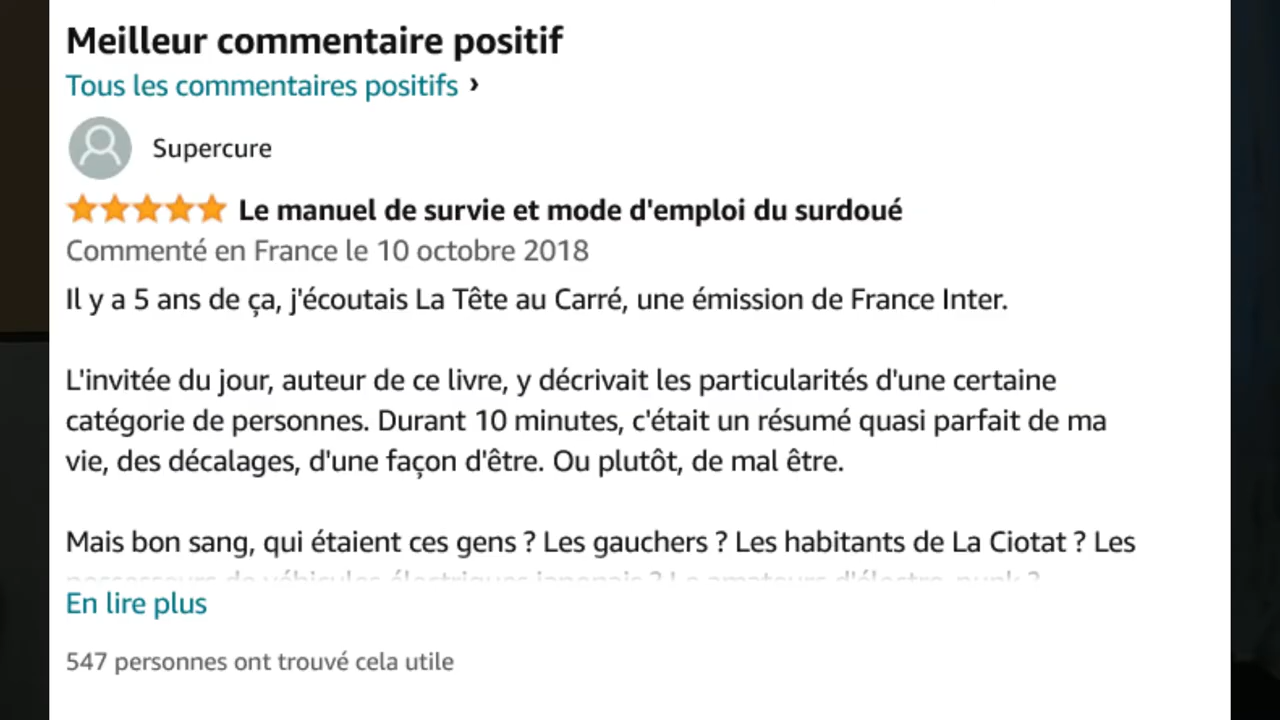 Meilleur commentaire positif
Tous les commentaires positifs ›
Supercure
Le manuel de survie et mode d'emploi du surdoué
Commenté en France le 10 octobre 2018
Il y a 5 ans de ça, j'écoutais La Tête au Carré, une émission de France Inter.
L'invitée du jour, auteur de ce livre, y décrivait les particularités d'une certaine
catégorie de personnes. Durant 10 minutes, c'était un résumé quasi parfait de ma
vie, des décalages, d'une façon d'être. Ou plutôt, de mal être.
Mais bon sang, qui étaient ces gens ? Les gauchers ? Les habitants de La Ciotat ? Les
En lire plus
547 personnes ont trouvé cela utile